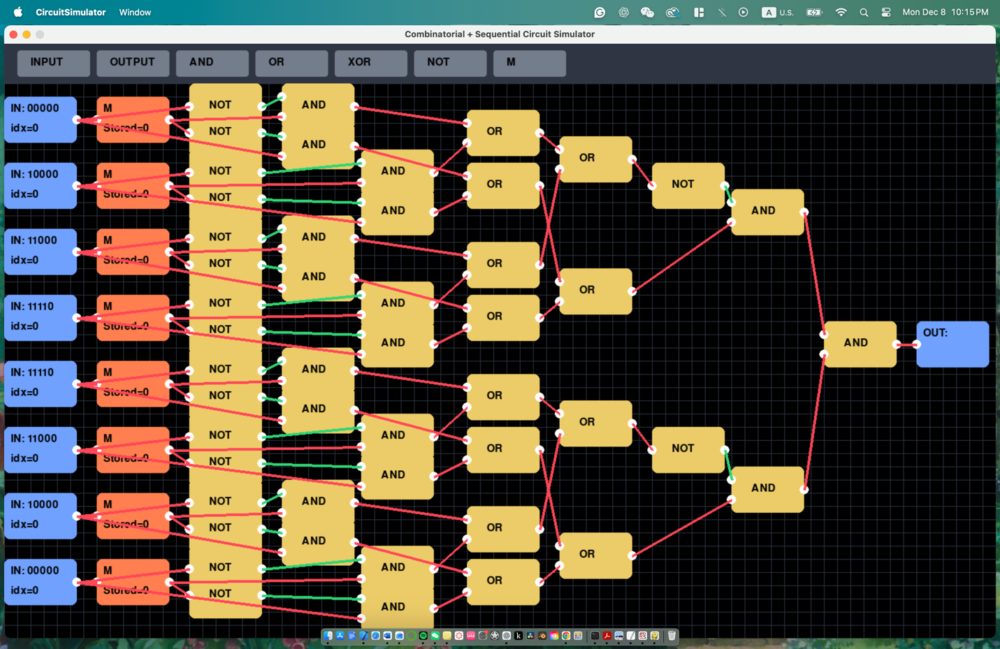 CircuitSimulator Window
A U.S. Mon Dec 8 10:15 PM
Combinatorial + Sequential Circuit Simulator
INPUT OUTPUT AND OR XOR NOT M
IN: 00000
idx=0
M
Stored=0
NOT
NOT
AND
AND
IN: 10000
idx=0
M
Stored=0
NOT
NOT
AND
AND
IN: 11000
idx=0
M
Stored=0
NOT
NOT
AND
AND
IN: 11110
idx=0
M
Stored=0
NOT
NOT
AND
AND
IN: 11110
idx=0
M
Stored=0
NOT
NOT
AND
AND
IN: 11000
idx=0
M
Stored=0
NOT
NOT
AND
AND
IN: 10000
idx=0
M
Stored=0
NOT
NOT
AND
AND
IN: 00000
idx=0
M
Stored=0
NOT
NOT
AND
AND
OR
OR
OR
OR
OR
OR
OR
OR
OR
OR
OR
OR
NOT
NOT
AND
AND
AND
OUT: